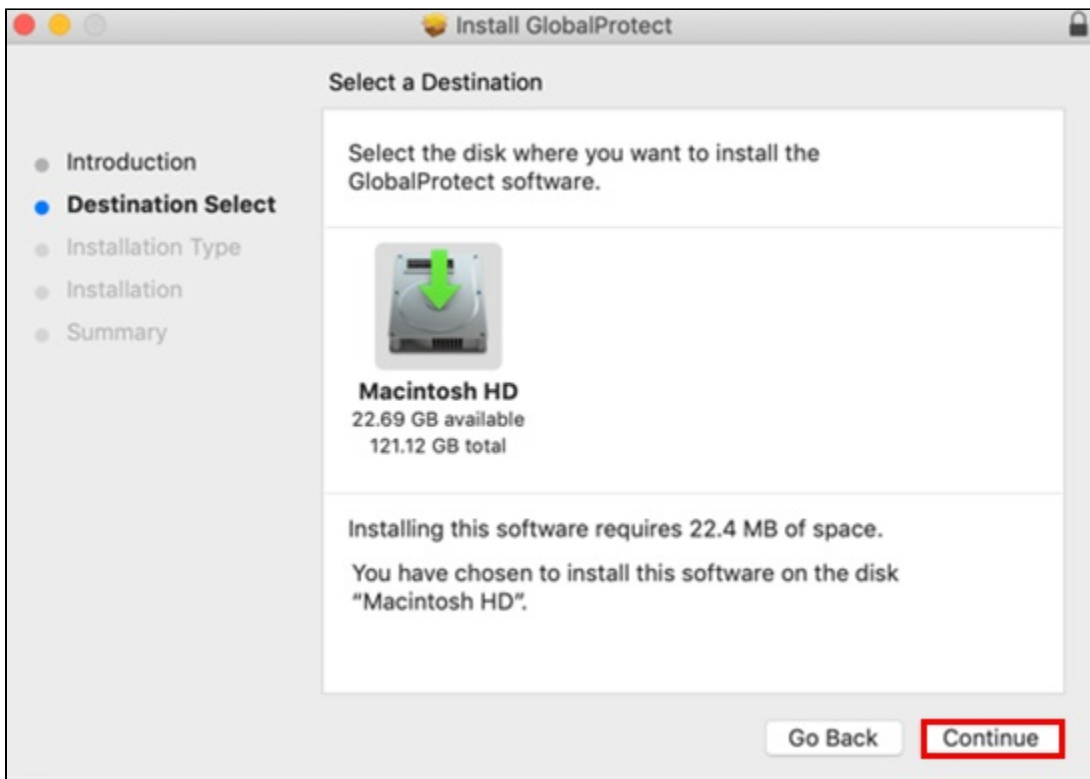 Install GlobalProtect
Select a Destination
Introduction
Destination Select
Installation Type
Installation
Summary
Select the disk where you want to install the
GlobalProtect software.
Macintosh HD
22.69 GB available
121.12 GB total
Installing this software requires 22.4 MB of space.
You have chosen to install this software on the disk
“Macintosh HD”.
Go Back
Continue